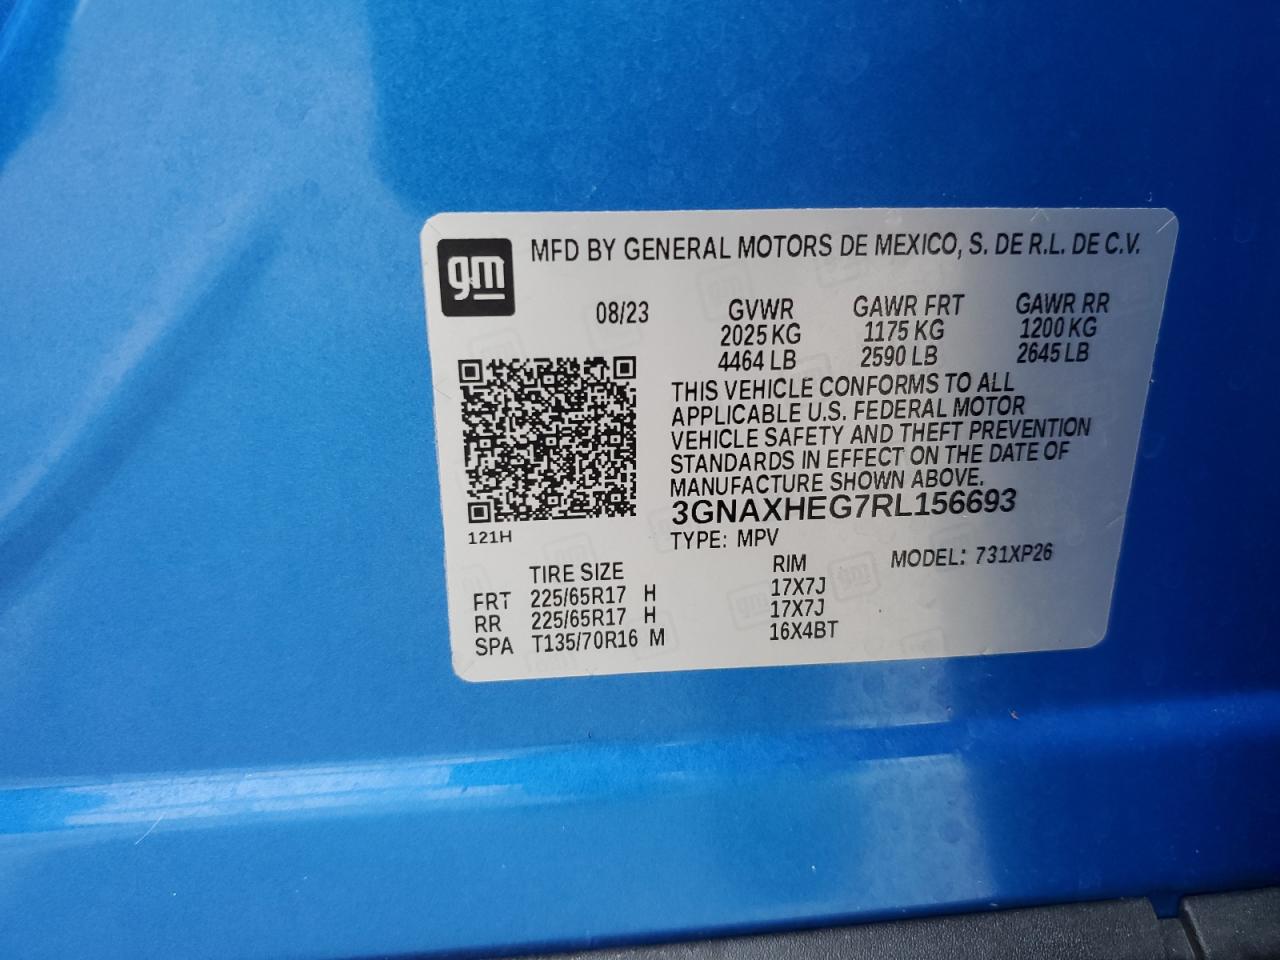 gm
MFD BY GENERAL MOTORS DE MEXICO, S. DE R.L. DE C.V.
08/23 GVWR GAWR FRT GAWR RR
2025 KG 1175 KG 1200 KG
4464 LB 2590 LB 2645 LB
THIS VEHICLE CONFORMS TO ALL
APPLICABLE U.S. FEDERAL MOTOR
VEHICLE SAFETY AND THEFT PREVENTION
STANDARDS IN EFFECT ON THE DATE OF
MANUFACTURE SHOWN ABOVE.
3GNAXHEG7RL156693
121H
TYPE: MPV MODEL: 731XP26
TIRE SIZE RIM
FRT 225/65R17 H 17X7J
RR 225/65R17 H 17X7J
SPA T135/70R16 M 16X4BT